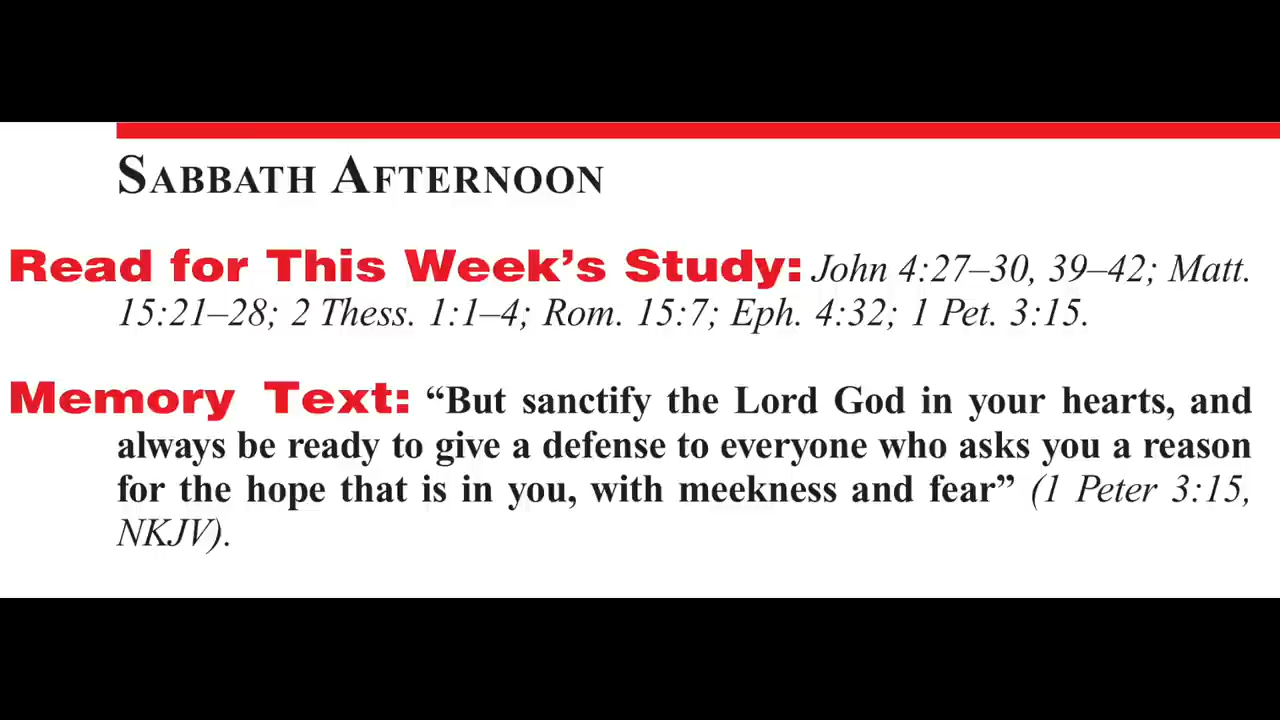 SABBATH AFTERNOON
Read for This Week’s Study: John 4:27–30, 39–42; Matt.
15:21–28; 2 Thess. 1:1–4; Rom. 15:7; Eph. 4:32; 1 Pet. 3:15.
Memory Text: “But sanctify the Lord God in your hearts, and
always be ready to give a defense to everyone who asks you a reason
for the hope that is in you, with meekness and fear” (1 Peter 3:15,
NKJV).